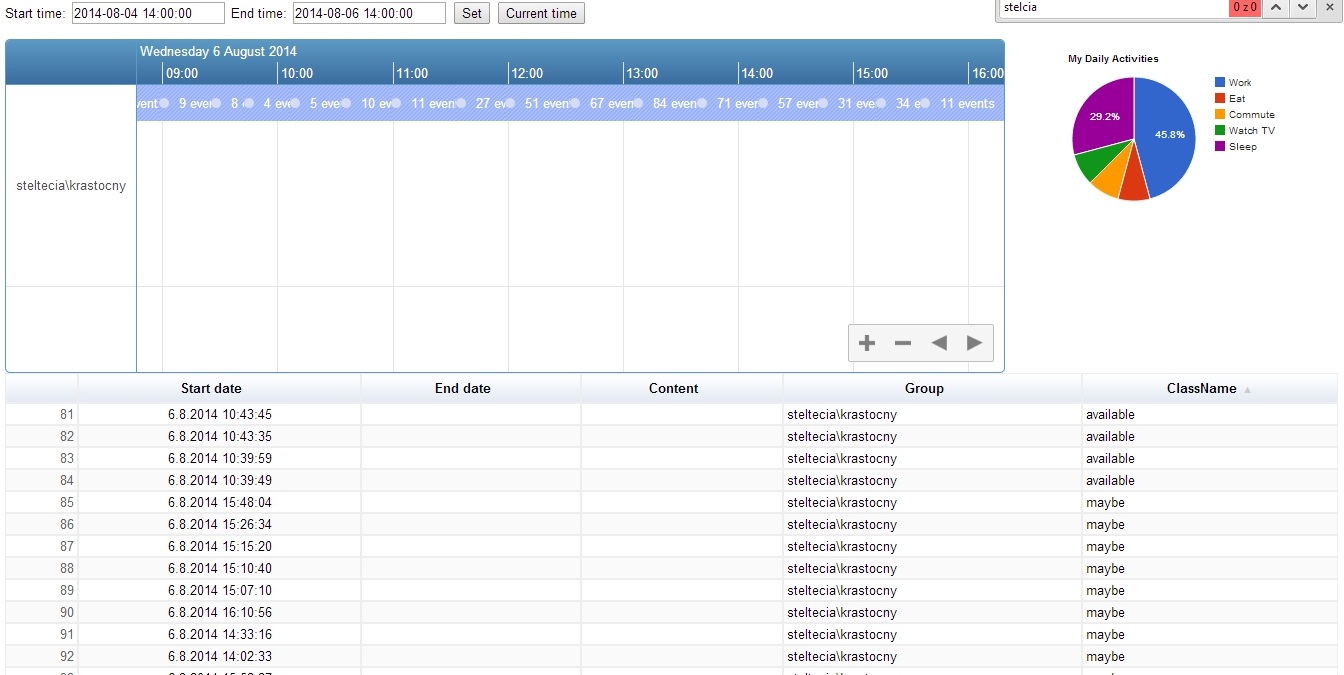 Start time: 2014-08-04 14:00:00 End time: 2014-08-06 14:00:00 Set Current time
stelcia 0 z 0
Wednesday 6 August 2014
09:00 10:00 11:00 12:00 13:00 14:00 15:00 16:00
vent 9 even 8 4 eve 5 eve 10 ev 11 even 27 ev 51 event 67 even 84 even 71 ever 57 ever 31 eve 34 e 11 events
steltecia\krastocny
My Daily Activities
29.2%
45.8%
Work
Eat
Commute
Watch TV
Sleep
Start date End date Content Group ClassName
81 6.8.2014 10:43:45 steltecia\krastocny available
82 6.8.2014 10:43:35 steltecia\krastocny available
83 6.8.2014 10:39:59 steltecia\krastocny available
84 6.8.2014 10:39:49 steltecia\krastocny available
85 6.8.2014 15:48:04 steltecia\krastocny maybe
86 6.8.2014 15:26:34 steltecia\krastocny maybe
87 6.8.2014 15:15:20 steltecia\krastocny maybe
88 6.8.2014 15:10:40 steltecia\krastocny maybe
89 6.8.2014 15:07:10 steltecia\krastocny maybe
90 6.8.2014 16:10:56 steltecia\krastocny maybe
91 6.8.2014 14:33:16 steltecia\krastocny maybe
92 6.8.2014 14:02:33 steltecia\krastocny maybe